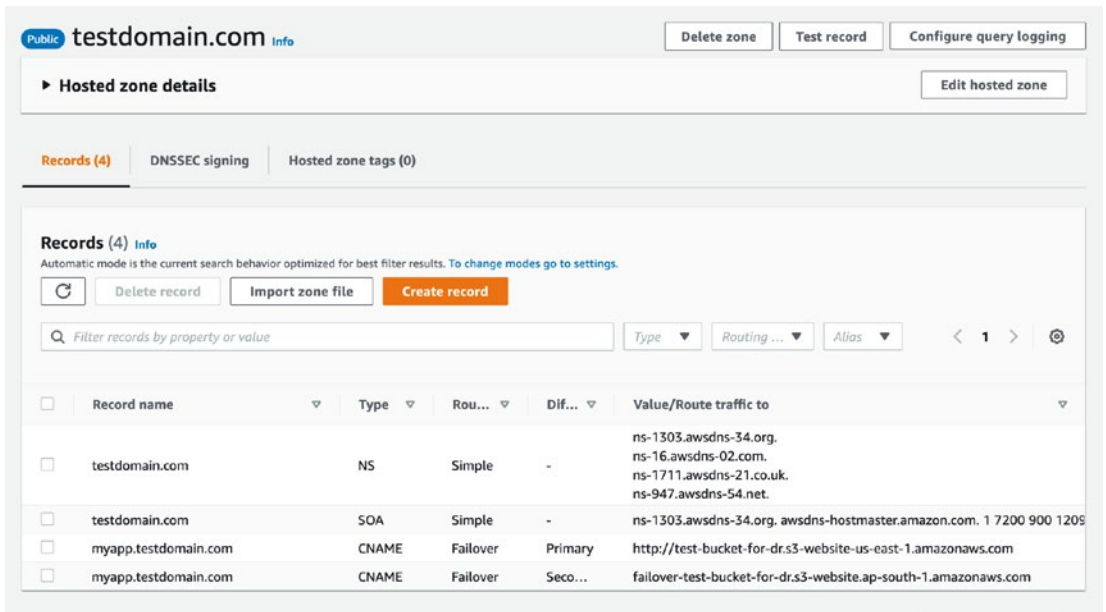 Public testdomain.com Info
Delete zone Test record Configure query logging
Hosted zone details Edit hosted zone
Records (4) DNSSEC signing Hosted zone tags (0)
Records (4) Info
Automatic mode is the current search behavior optimized for best filter results. To change modes go to settings.
Delete record Import zone file Create record
Filter records by property or value Type Routing ... Alias 1
Record name Type Rou... Dif... Value/Route traffic to
ns-1303.awsdns-34.org.
ns-16.awsdns-02.com.
testdomain.com NS Simple -
ns-1711.awsdns-21.co.uk.
ns-947.awsdns-54.net.
testdomain.com SOA Simple - ns-1303.awsdns-34.org. awsdns-hostmaster.amazon.com. 1 7200 900 1209
myapp.testdomain.com CNAME Failover Primary http://test-bucket-for-dr.s3-website-us-east-1.amazonaws.com
myapp.testdomain.com CNAME Failover Seco... failover-test-bucket-for-dr.s3-website.ap-south-1.amazonaws.com